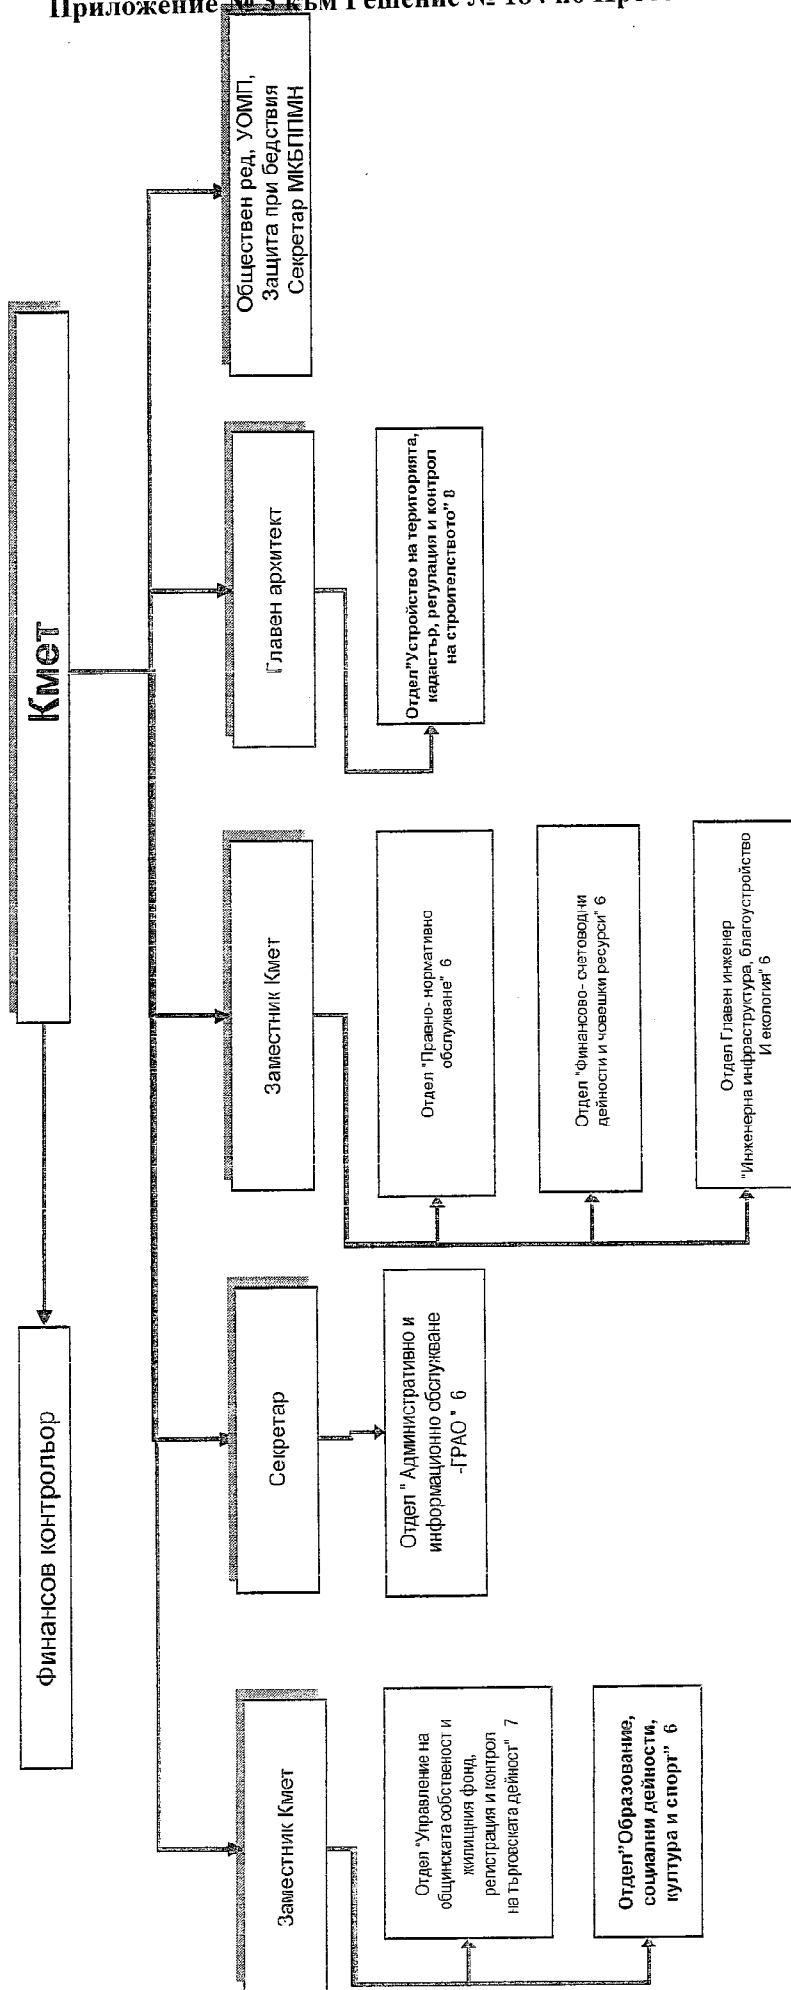 Приложение № 3 към Решение №
Кмет
Финансов контрольор
Заместник Кмет
Отдел "Управление на
общинската собственост и
жилищния фонд,
регистрация и контрол
на търговската дейност" 7
Отдел"Образование,
социални дейности,
култура и спорт" 6
Секретар
Отдел " Административно и
информационно обслужване
-ГРАО " 6
Заместник Кмет
Отдел "Правно- нормативно
обслужване" 6
Отдел "Финансово- счетоводни
дейности и човешки ресурси" 6
Отдел Главен инженер
"Инженерна инфраструктура, благоустройство
И екология" 6
Главен архитект
Отдел"Устройство на територията,
кадастър, регулация и контрол
на строителството" 8
Обществен ред, УОМП,
Защита при бедствия
Секретар МКБППМН